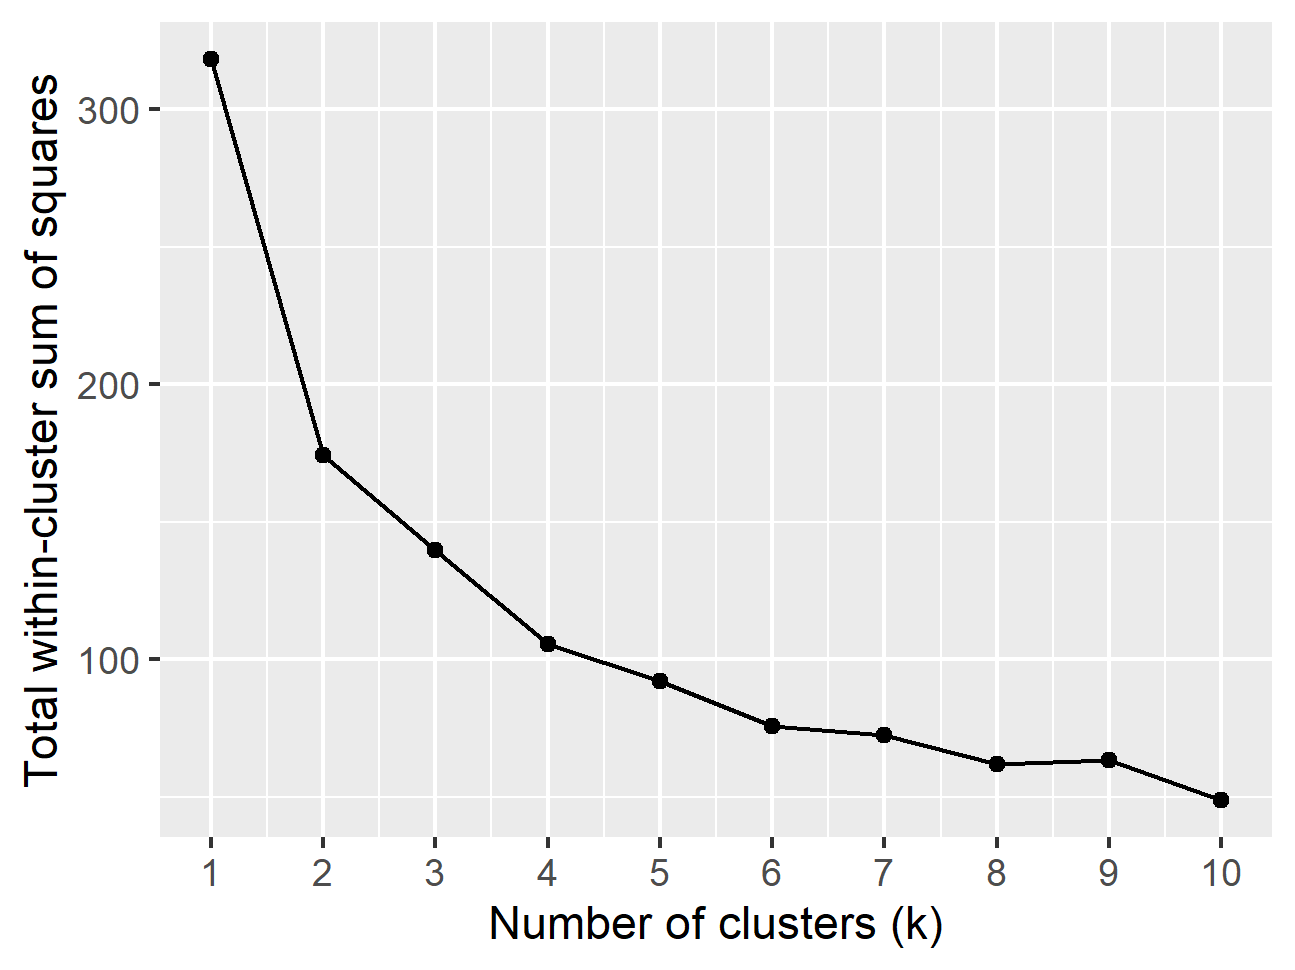 Total within-cluster sum of squares
300
200
100
1 2 3 4 5 6 7 8 9 10
Number of clusters (k)